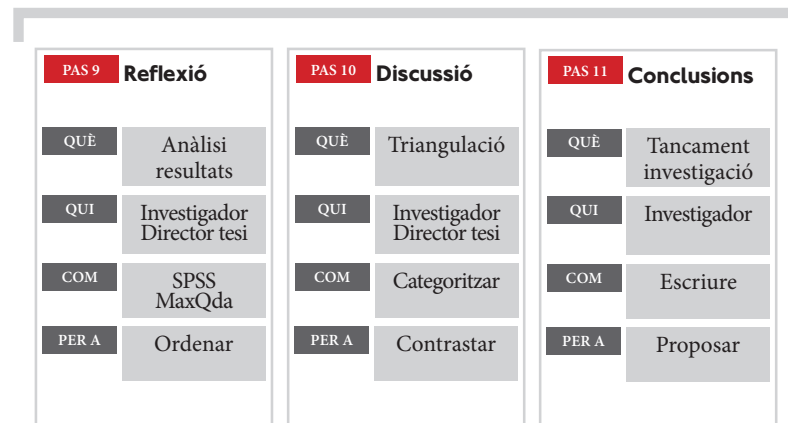 PAS 9 Reflexió
QUÈ Anàlisi
resultats
QUI Investigador
Director tesi
COM SPSS
MaxQda
PER A Ordenar
PAS 10 Discussió
QUÈ Triangulació
QUI Investigador
Director tesi
COM Categoritzar
PER A Contrastar
PAS 11 Conclusions
QUÈ Tancament
investigació
QUI Investigador
COM Escriure
PER A Proposar